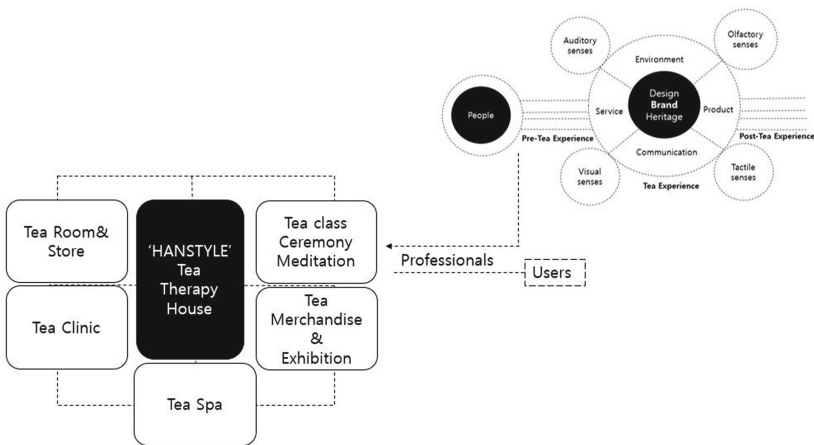 Auditory
senses
Olfactory
senses
Environment
People
Service
Design
Brand
Heritage
Product
Pre-Tea Experience
Post-Tea Experience
Communication
Visual
senses
Tea Experience
Tactile
senses
Tea Room&
Store
'HANSTYLE'
Tea
Therapy
House
Tea class
Ceremony
Meditation
Professionals
Users
Tea Clinic
Tea
Merchandise
&
Exhibition
Tea Spa